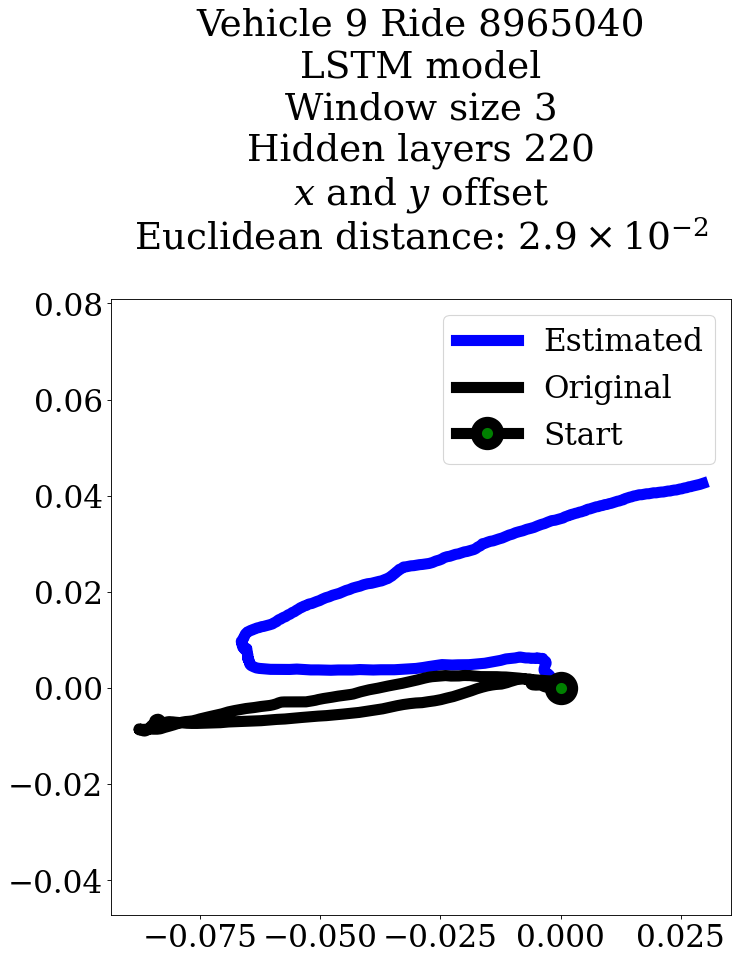 Vehicle 9 Ride 8965040
LSTM model
Window size 3
Hidden layers 220
x and y offset
Euclidean distance: 2.9 × 10⁻²
Estimated
Original
Start
0.08
0.06
0.04
0.02
0.00
−0.02
−0.04
−0.075 −0.050 −0.025 0.000 0.025